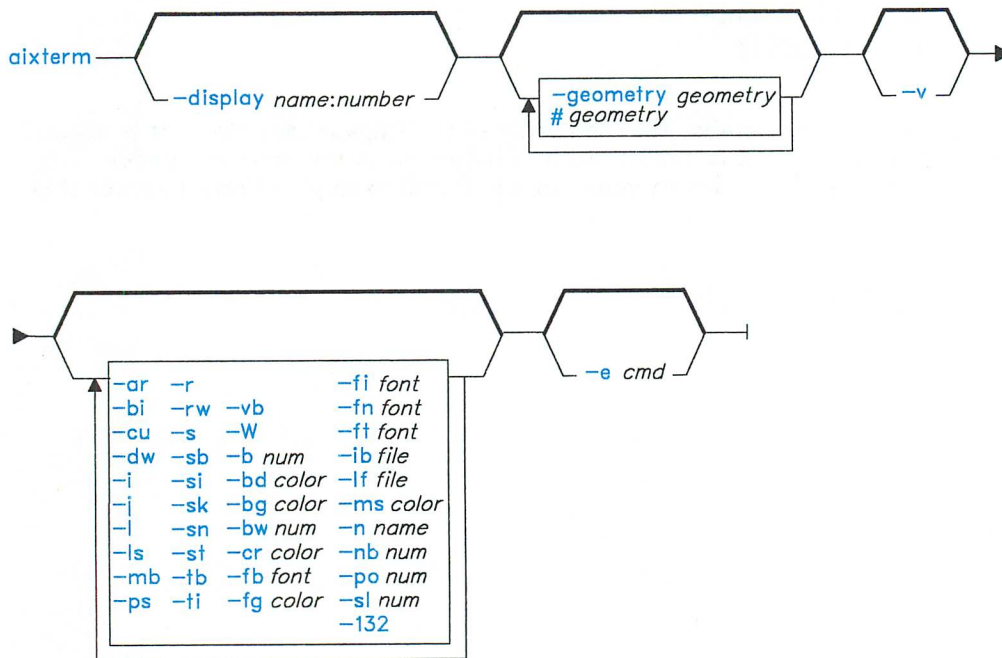 aixterm
-display name:number
-geometry geometry
# geometry
-v
-ar -r -fi font
-bi -rw -vb -fn font
-cu -s -W -ft font
-dw -sb -b num -ib file
-i -si -bd color -lf file
-j -sk -bg color -ms color
-l -sn -bw num -n name
-ls -st -cr color -nb num
-mb -tb -fb font -po num
-ps -ti -fg color -sl num
-132
-e cmd